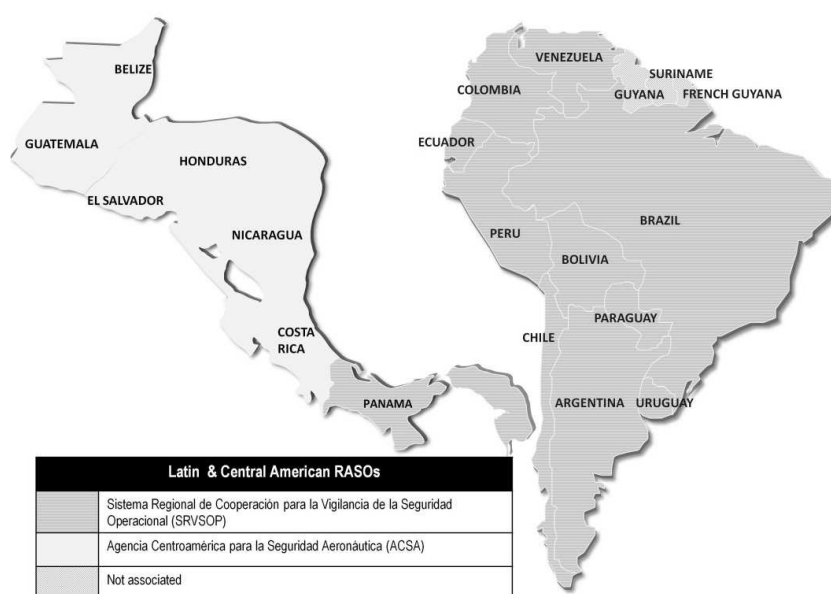 BELIZE
GUATEMALA
HONDURAS
EL SALVADOR
NICARAGUA
COSTA
RICA
PANAMA
VENEZUELA
SURINAME
COLOMBIA
GUYANA
FRENCH GUYANA
ECUADOR
BRAZIL
PERU
BOLIVIA
PARAGUAY
CHILE
ARGENTINA
URUGUAY
Latin & Central American RASOs
Sistema Regional de Cooperación para la Vigilancia de la Seguridad
Operacional (SRVSOP)
Agencia Centroamérica para la Seguridad Aeronáutica (ACSA)
Not associated